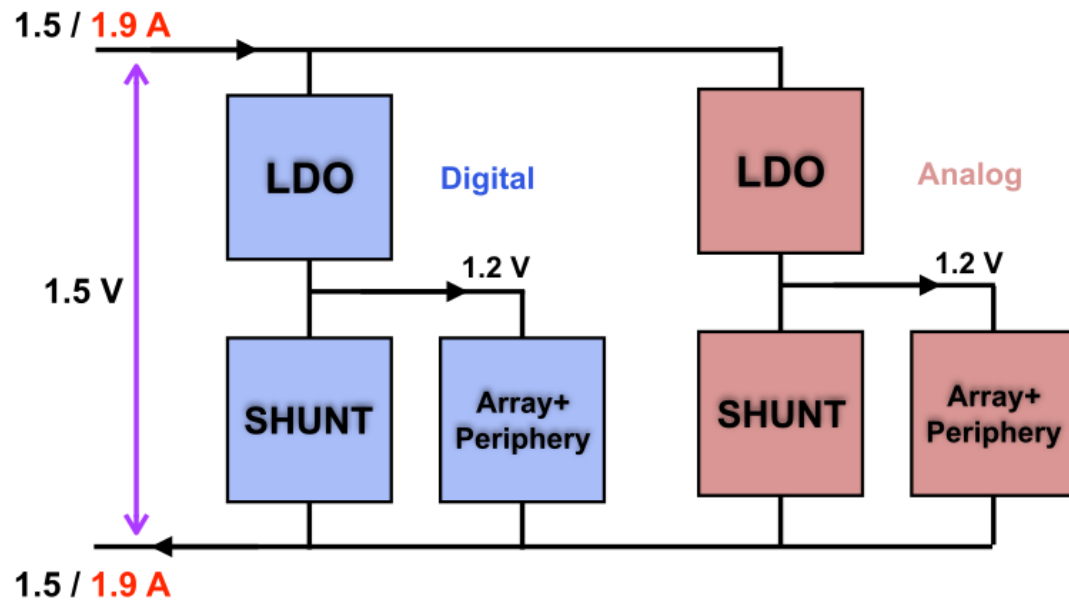 1.5 / 1.9 A
LDO
Digital
LDO
Analog
1.5 V
1.2 V
1.2 V
SHUNT
Array+
Periphery
SHUNT
Array+
Periphery
1.5 / 1.9 A